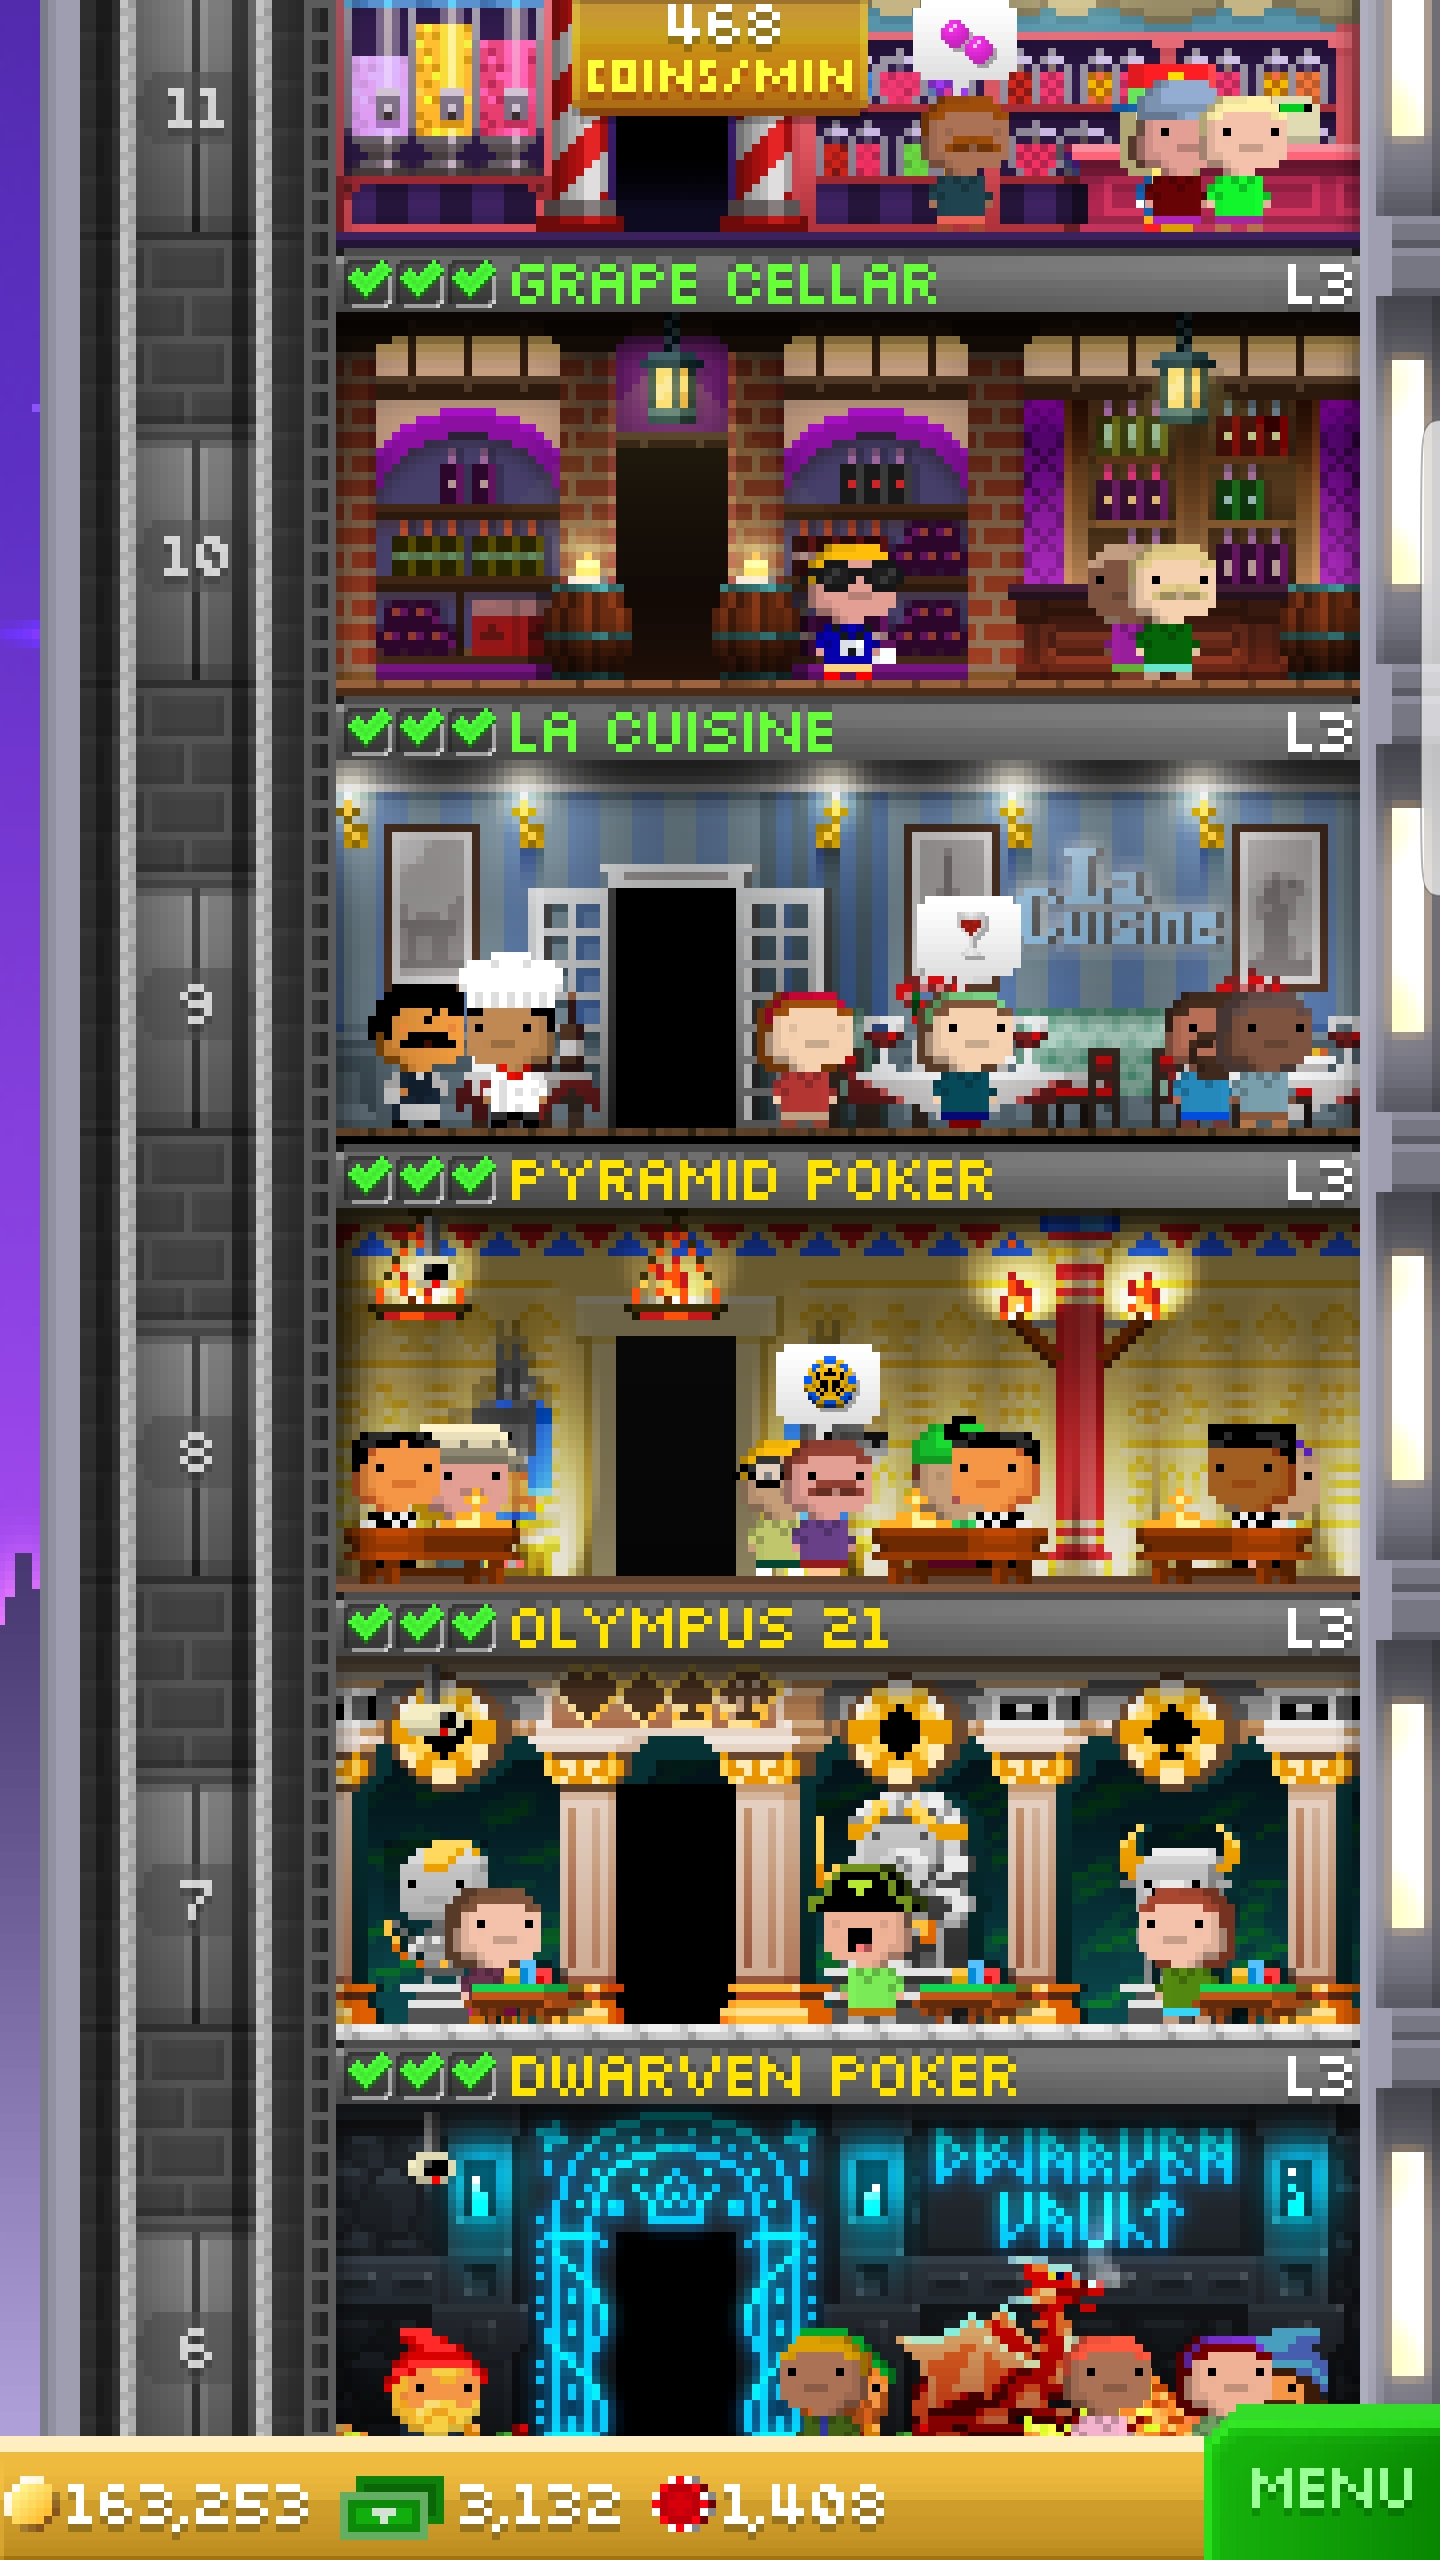 468
COINS/MIN
11
GRAPE CELLAR L3
10
LA CUISINE L3
La
Cuisine
9
PYRAMID POKER L3
8
OLYMPUS 21 L3
7
DWARVEN POKER L3
DWARVEN
VAULT
6
163,253 3,132 1,408 MENU